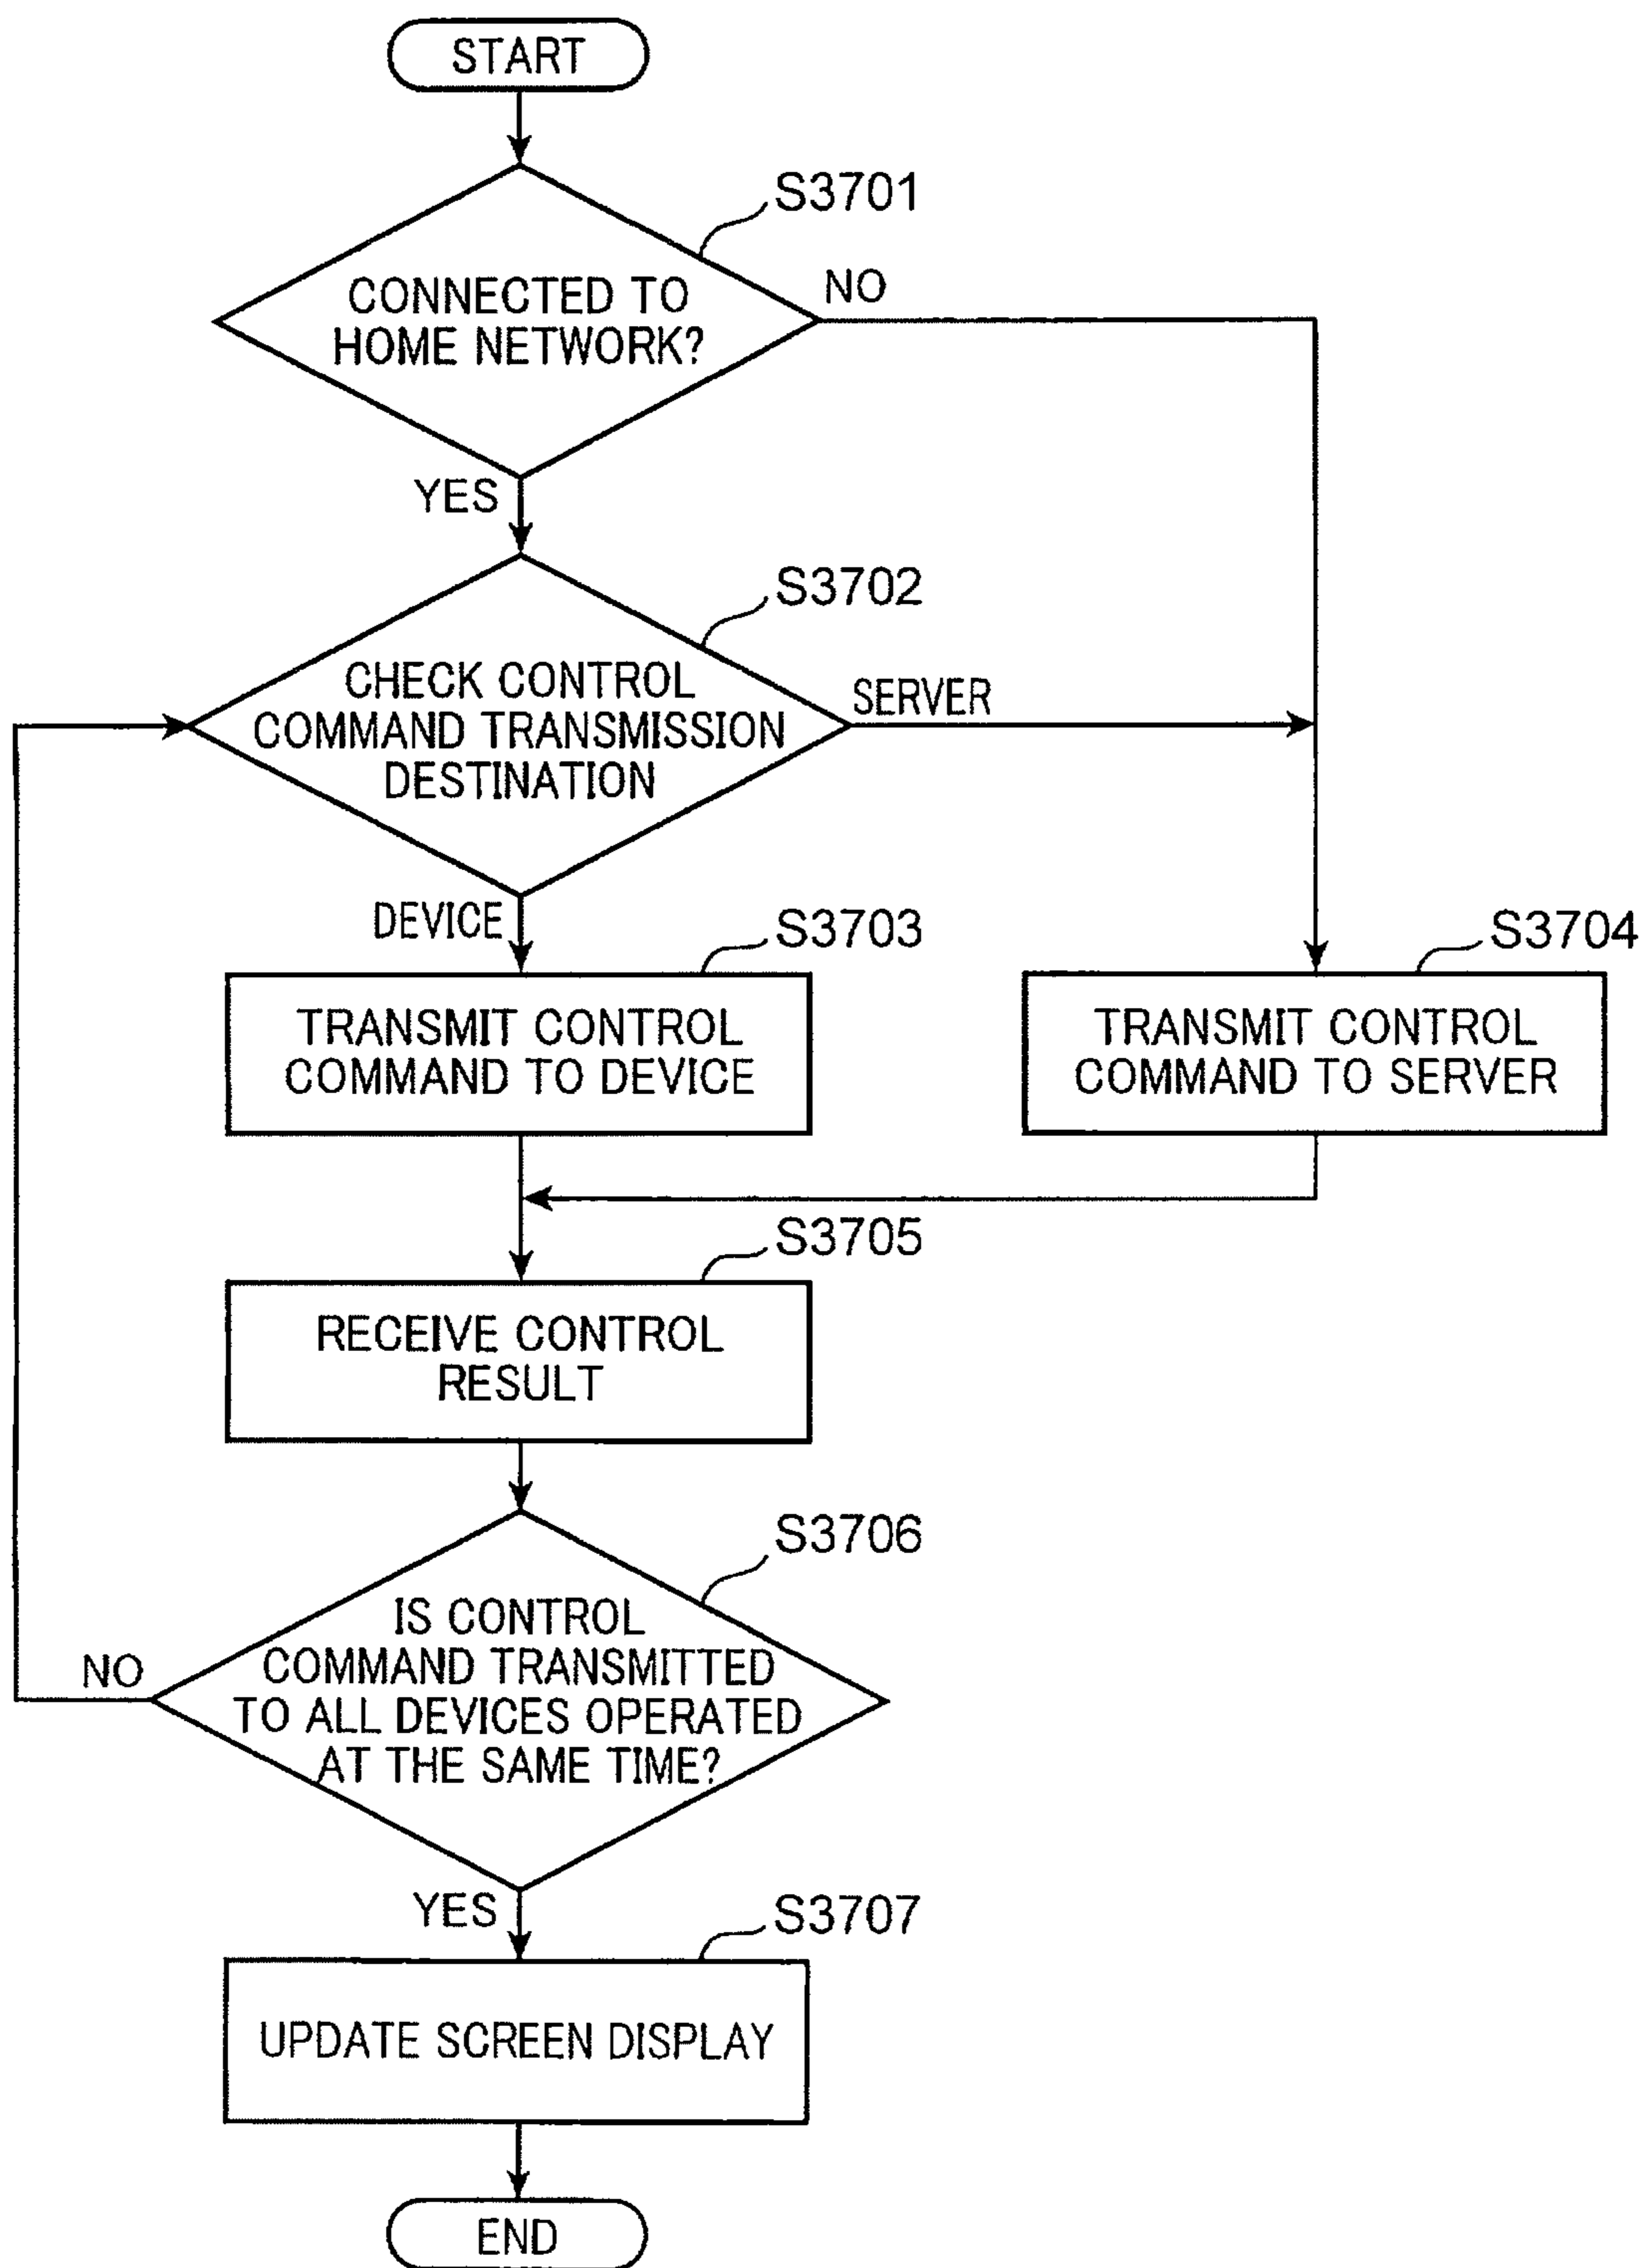 START
S3701
CONNECTED TO
HOME NETWORK?
NO
YES
S3702
CHECK CONTROL
COMMAND TRANSMISSION
DESTINATION
SERVER
DEVICE
S3703
TRANSMIT CONTROL
COMMAND TO DEVICE
S3704
TRANSMIT CONTROL
COMMAND TO SERVER
S3705
RECEIVE CONTROL
RESULT
S3706
IS CONTROL
COMMAND TRANSMITTED
TO ALL DEVICES OPERATED
AT THE SAME TIME?
NO
YES
S3707
UPDATE SCREEN DISPLAY
END